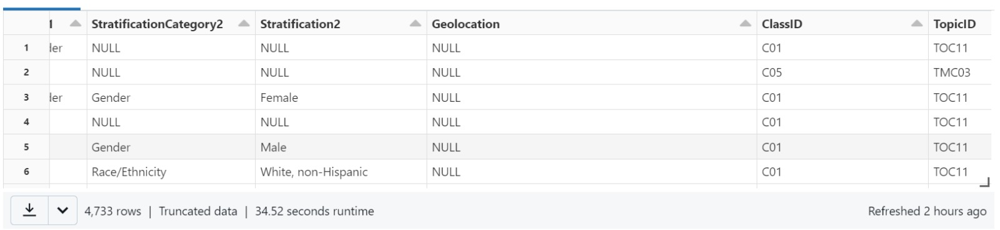 1 StratificationCategory2 Stratification2 Geolocation ClassID TopicID
1 der NULL NULL NULL C01 TOC11
2 NULL NULL NULL C05 TMC03
3 der Gender Female NULL C01 TOC11
4 NULL NULL NULL C01 TOC11
5 Gender Male NULL C01 TOC11
6 Race/Ethnicity White, non-Hispanic NULL C01 TOC11
4,733 rows | Truncated data | 34.52 seconds runtime Refreshed 2 hours ago